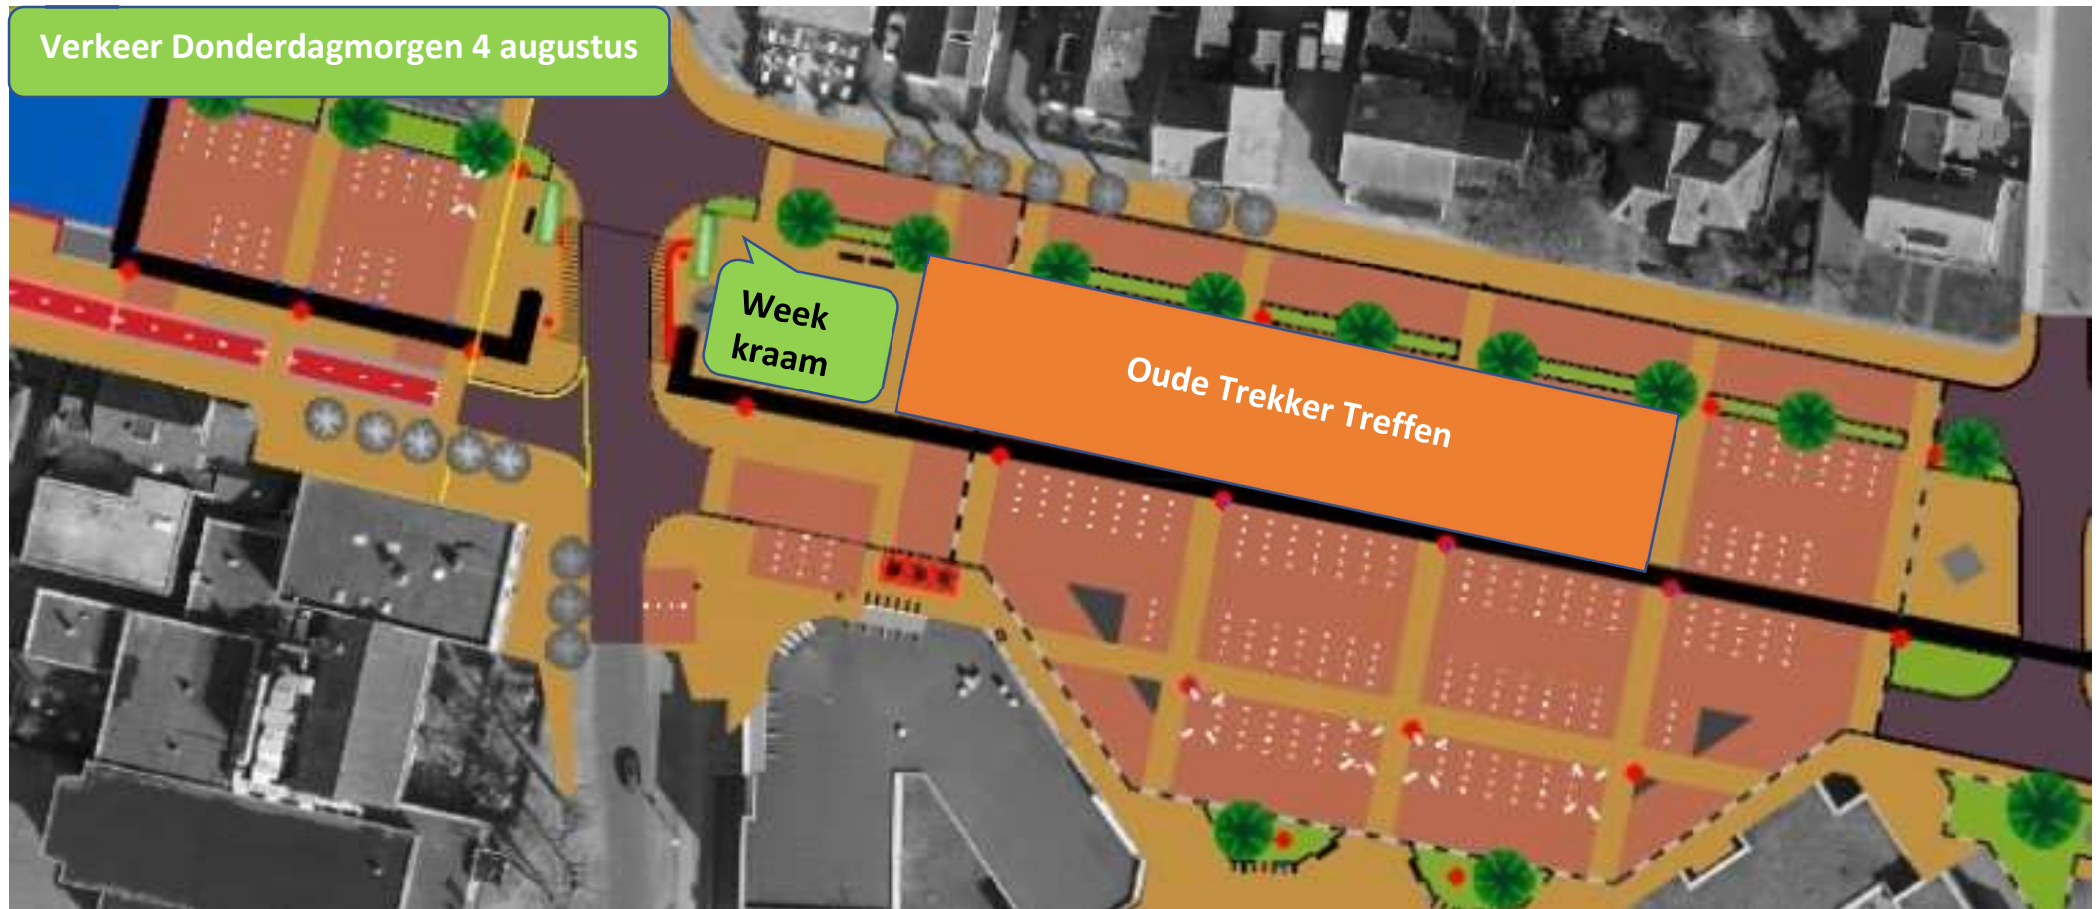 Verkeer Donderdagmorgen 4 augustus
Week
kraam
Oude Trekker Treffen